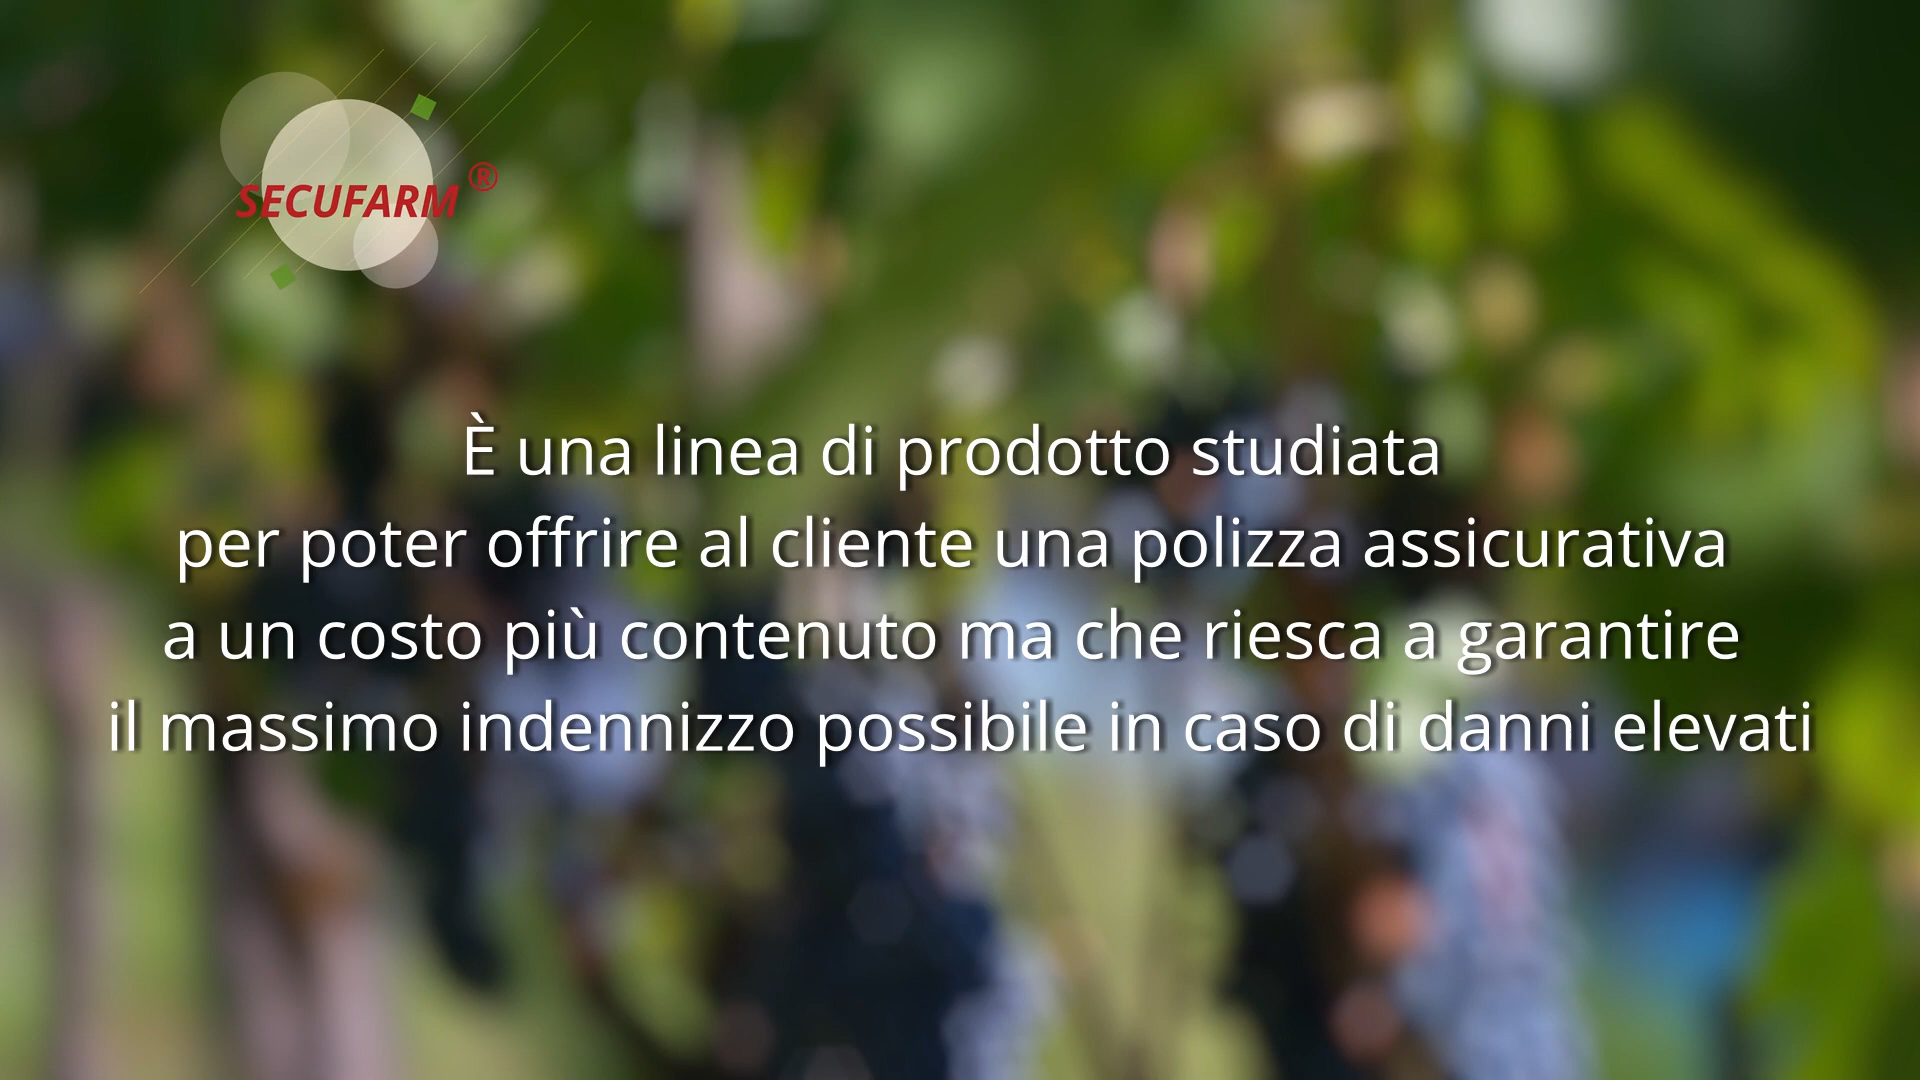 SECUFARM ®
È una linea di prodotto studiata
per poter offrire al cliente una polizza assicurativa
a un costo più contenuto ma che riesca a garantire
il massimo indennizzo possibile in caso di danni elevati